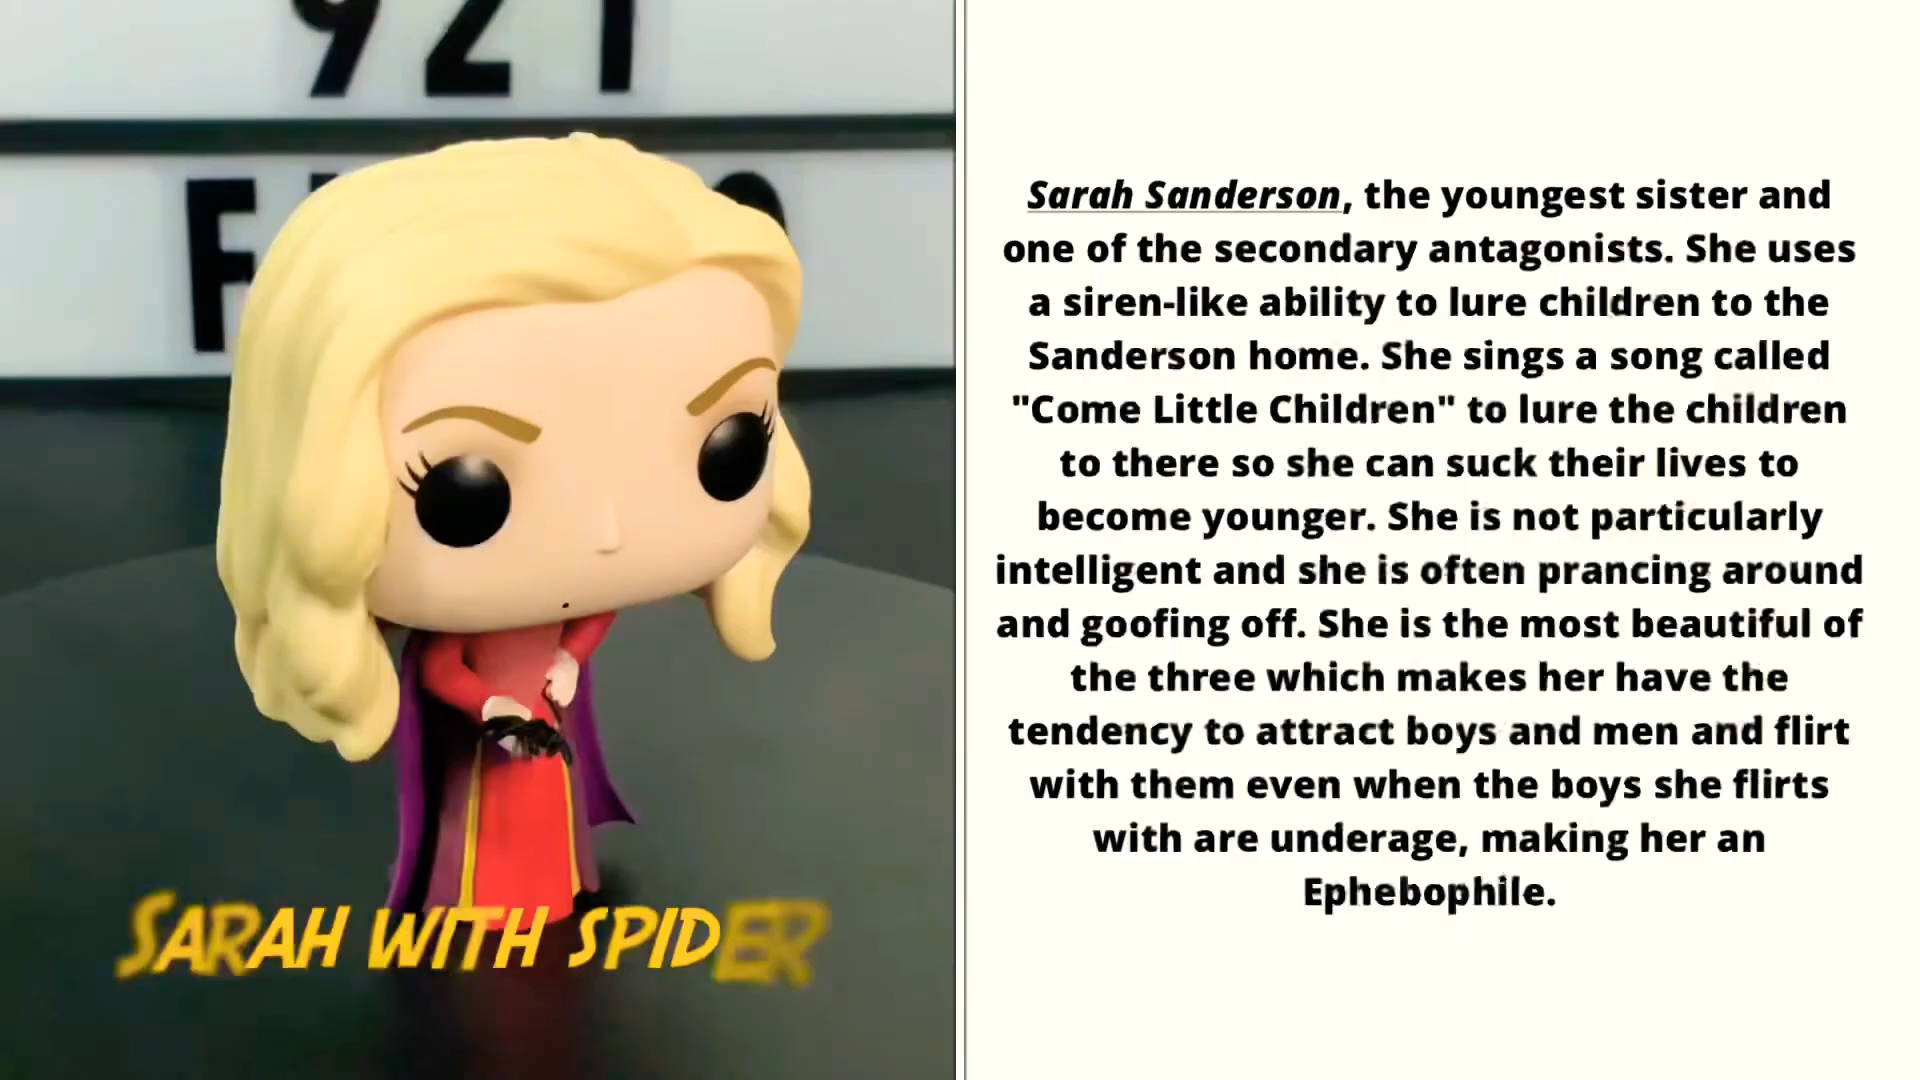 921
F
SARAH WITH SPIDER
Sarah Sanderson, the youngest sister and
one of the secondary antagonists. She uses
a siren-like ability to lure children to the
Sanderson home. She sings a song called
"Come Little Children" to lure the children
to there so she can suck their lives to
become younger. She is not particularly
intelligent and she is often prancing around
and goofing off. She is the most beautiful of
the three which makes her have the
tendency to attract boys and men and flirt
with them even when the boys she flirts
with are underage, making her an
Ephebophile.